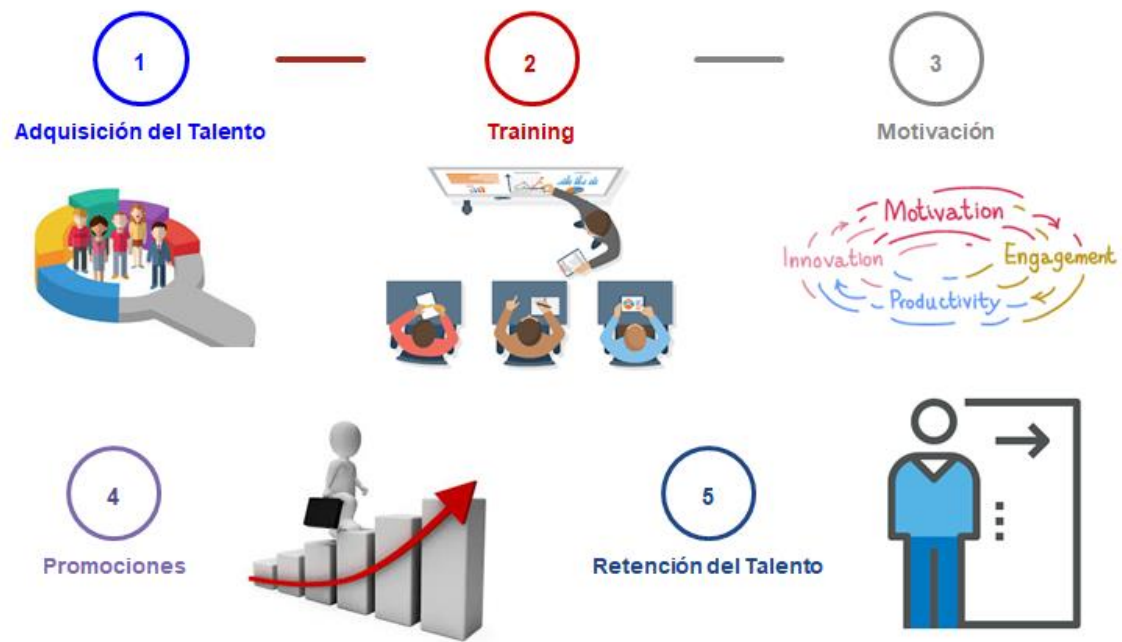 1
2
3
Adquisición del Talento
Training
Motivación
Motivation
Innovation
Engagement
Productivity
4
5
Promociones
Retención del Talento